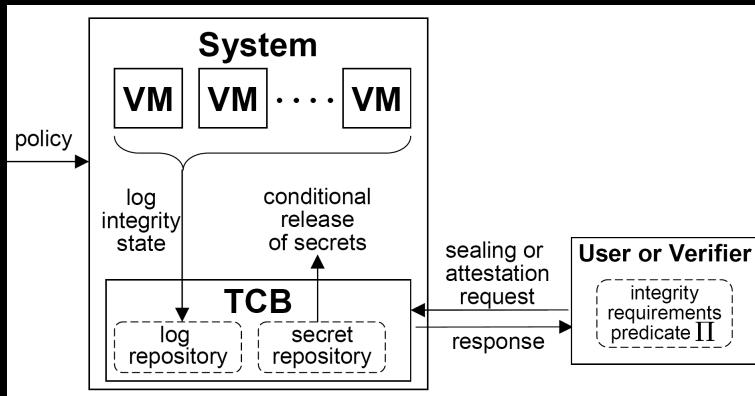 System
VM VM .... VM
policy
log
integrity
state
conditional
release
of secrets
TCB
log
repository
secret
repository
sealing or
attestation
request
response
User or Verifier
integrity
requirements
predicate Π